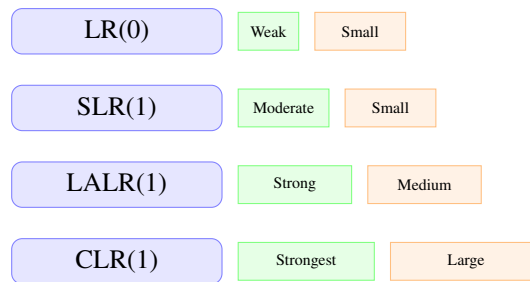 LR(0) Weak Small
SLR(1) Moderate Small
LALR(1) Strong Medium
CLR(1) Strongest Large